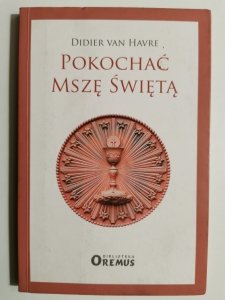 DIDIER VAN HAVRE
POKOCHAĆ
MSZĘ ŚWIĘTĄ
BIBLIOTEKA
OREMUS